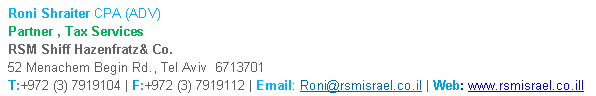 Roni Shraiter CPA (ADV)
Partner , Tax Services
RSM Shiff Hazenfratz& Co.
52 Menachem Begin Rd., Tel Aviv  6713701
T:+972 (3) 7919104 | F:+972 (3) 7919112 | Email: Roni@rsmisrael.co.il | Web: www.rsmisrael.co.ill